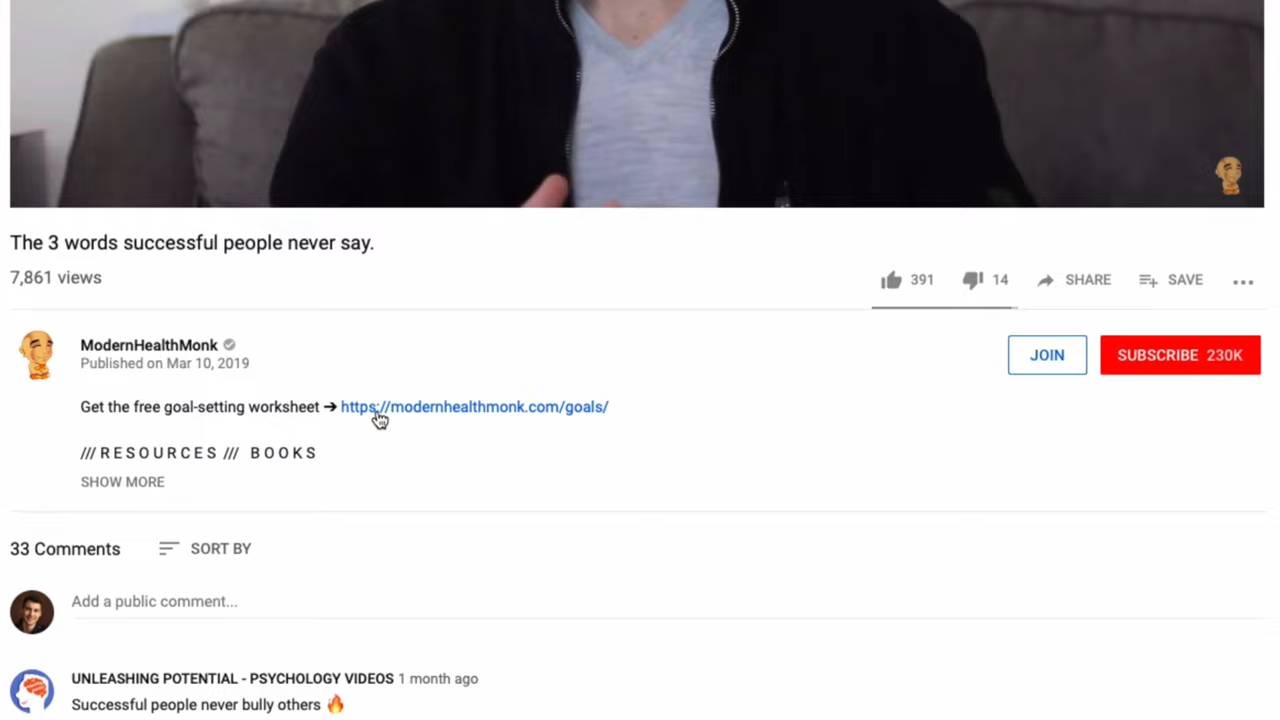 The 3 words successful people never say.
7,861 views
391 14 SHARE SAVE
ModernHealthMonk
Published on Mar 10, 2019
JOIN SUBSCRIBE 230K
Get the free goal-setting worksheet ➔ https://modernhealthmonk.com/goals/
/// R E S O U R C E S /// B O O K S
SHOW MORE
33 Comments SORT BY
Add a public comment...
UNLEASHING POTENTIAL - PSYCHOLOGY VIDEOS 1 month ago
Successful people never bully others 🔥